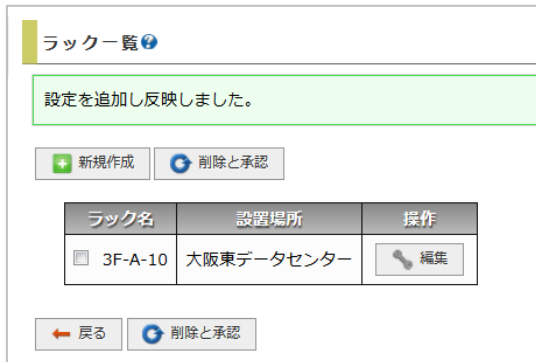 ラック一覧
設定を追加し反映しました。
新規作成 削除と承認
ラック名 設置場所 操作
3F-A-10 大阪東データセンター 編集
戻る 削除と承認